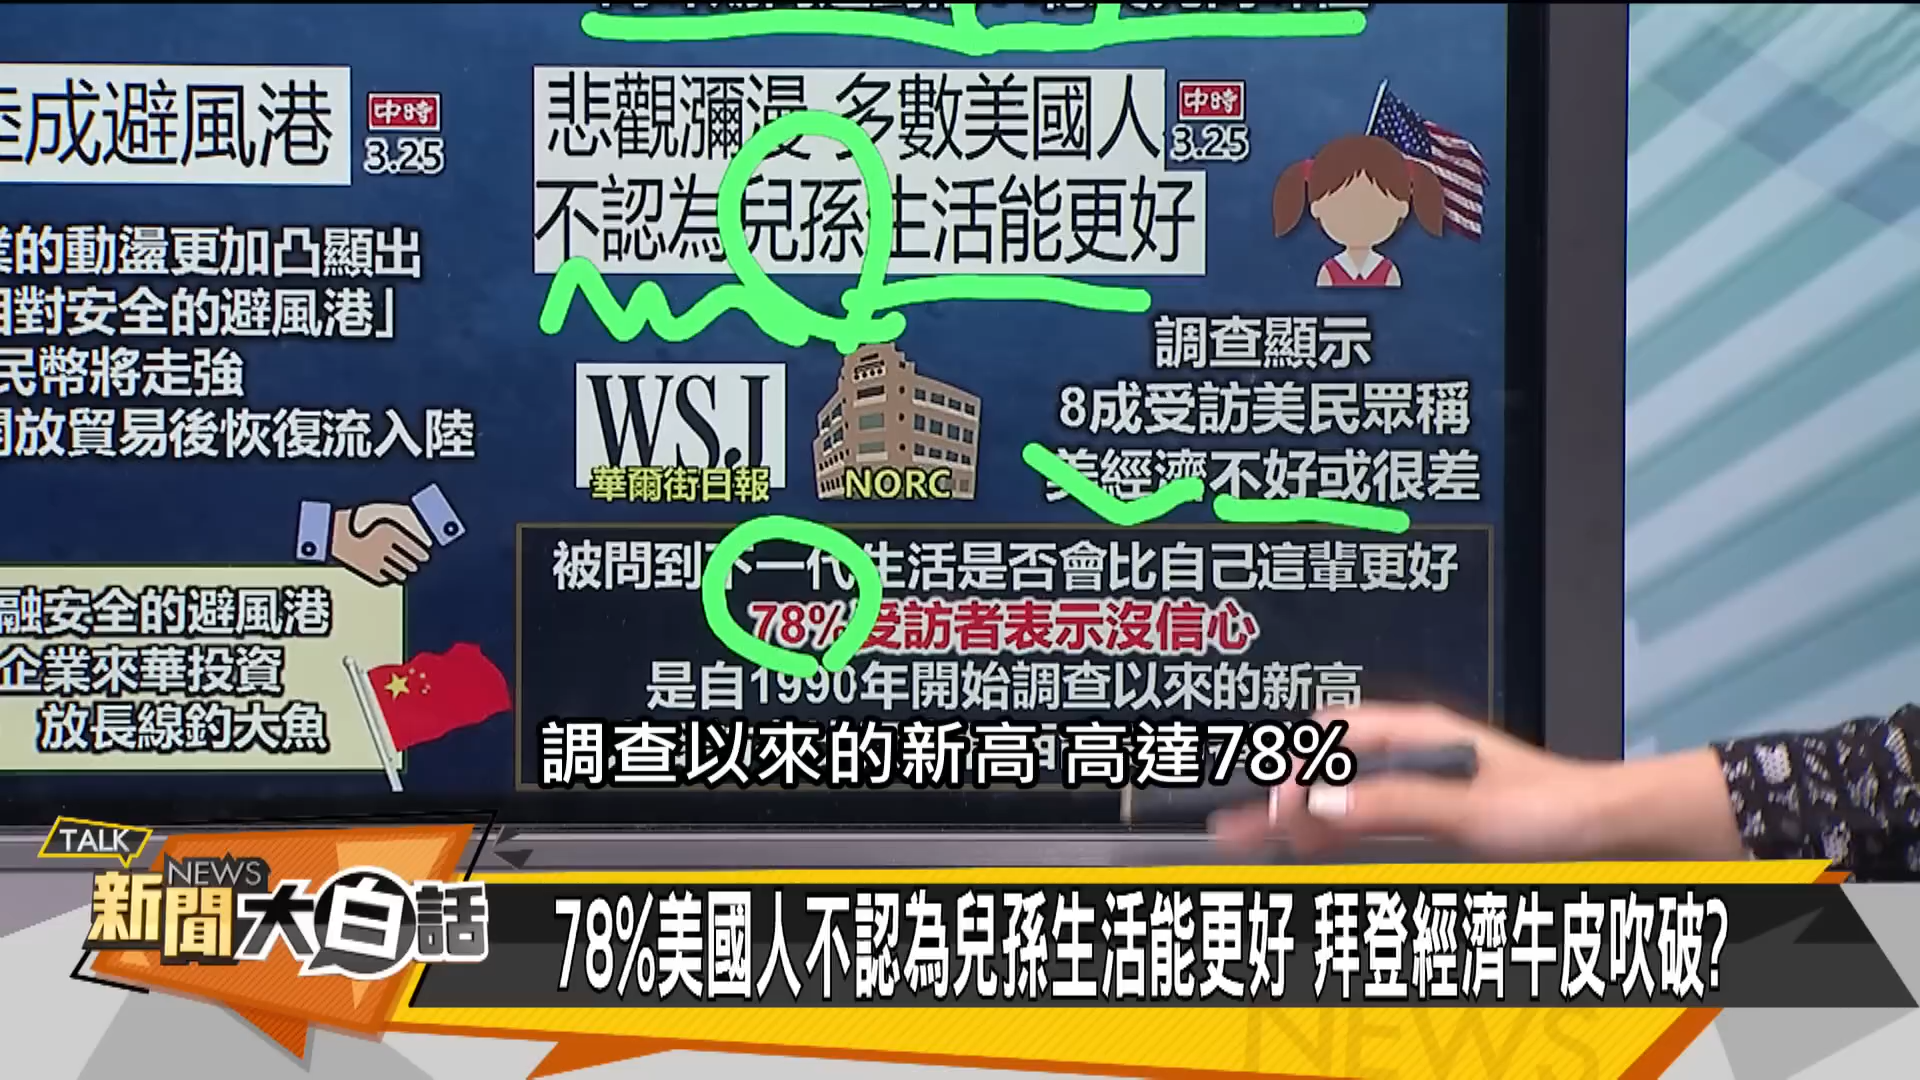 成避風港
中時
3.25
的動盪更加凸顯出
對安全的避風港」
民幣將走強
放貿易後恢復流入陸
融安全的避風港
企業來華投資
放長線釣大魚
悲觀瀰漫 多數美國人
不認為兒孫生活能更好
中時
3.25
WSJ
華爾街日報
NORC
調查顯示
8成受訪美民眾稱
美經濟不好或很差
被問到下一代生活是否會比自己這輩更好
78%受訪者表示沒信心
是自1990年開始調查以來的新高
調查以來的新高 高達78%
TALK
NEWS
新聞大白話
78%美國人不認為兒孫生活能更好 拜登經濟牛皮吹破?
NEWS